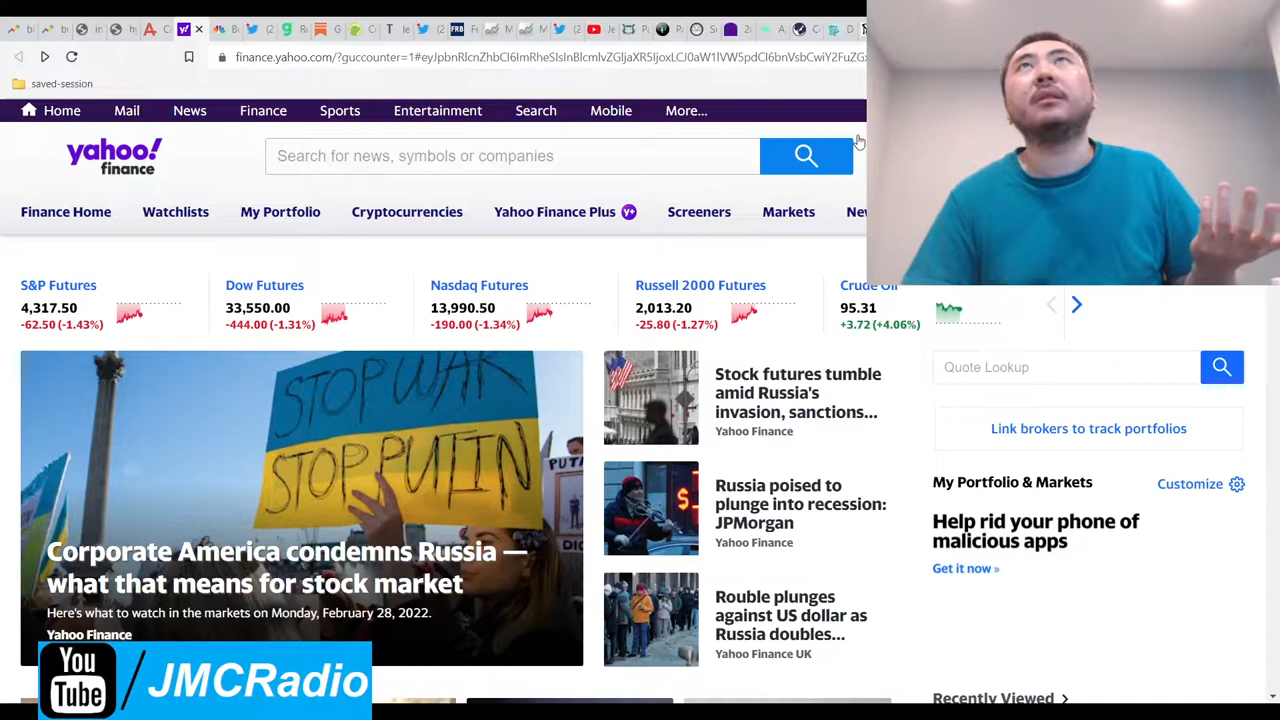 finance.yahoo.com/?guccounter=1#eyJpbnRlcnZhbCI6ImRheSIsInBlcmlvZGljaXR5IjoxLCJ0aW1lVW5pdCI6bnVsbCwiY2FuZG
saved-session
Home Mail News Finance Sports Entertainment Search Mobile More...
yahoo!
finance
Search for news, symbols or companies
Finance Home Watchlists My Portfolio Cryptocurrencies Yahoo Finance Plus y+ Screeners Markets
S&P Futures Dow Futures Nasdaq Futures Russell 2000 Futures Crude Oil
4,317.50 33,550.00 13,990.50 2,013.20 95.31
-62.50 (-1.43%) -444.00 (-1.31%) -190.00 (-1.34%) -25.80 (-1.27%) +3.72 (+4.06%)
STOP WAR
STOP PUTIN
Corporate America condemns Russia —
what that means for stock market
Here's what to watch in the markets on Monday, February 28, 2022.
Yahoo Finance
Stock futures tumble
amid Russia's
invasion, sanctions...
Yahoo Finance
Russia poised to
plunge into recession:
JPMorgan
Yahoo Finance
Rouble plunges
against US dollar as
Russia doubles...
Yahoo Finance UK
Quote Lookup
Link brokers to track portfolios
My Portfolio & Markets Customize
Help rid your phone of
malicious apps
Get it now »
Recently Viewed
You
Tube / JMCRadio